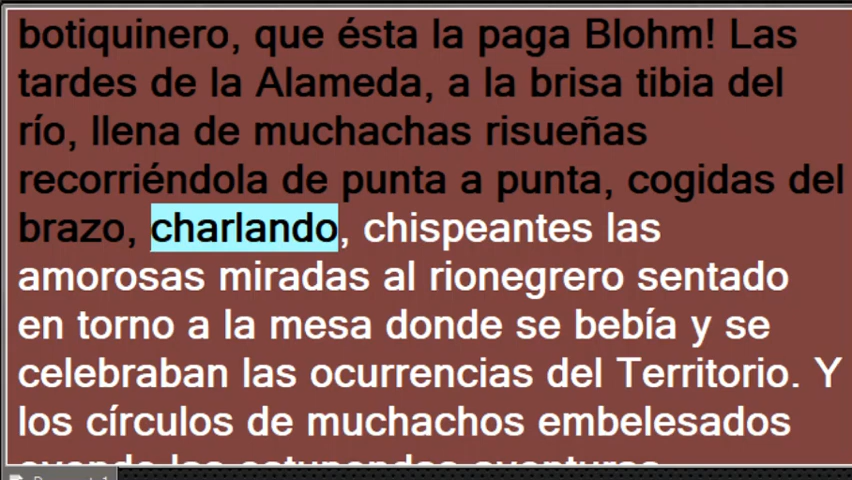 botiquinero, que ésta la paga Blohm! Las
tardes de la Alameda, a la brisa tibia del
río, llena de muchachas risueñas
recorriéndola de punta a punta, cogidas del
brazo, charlando, chispeantes las
amorosas miradas al rionegrero sentado
en torno a la mesa donde se bebía y se
celebraban las ocurrencias del Territorio. Y
los círculos de muchachos embelesados